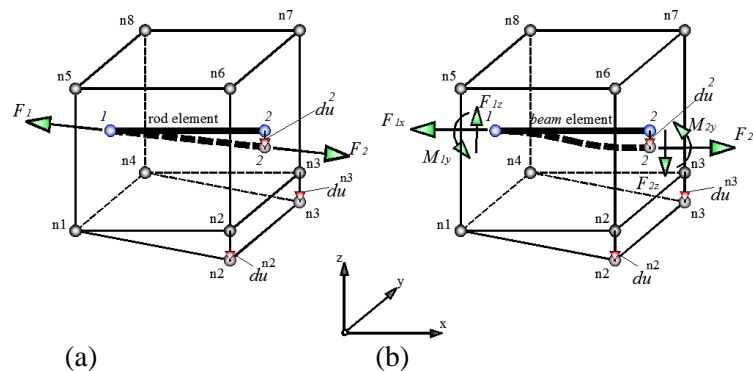 n8 n7 n8 n7
n5 n6 n5 n6
F1 1 rod element 2 du2 F1x F1z 1 beam element 2 du2
n4 2 F2 n3 M1y n4 2 M2y F2 n3
du n3 F2z du n3
n1 n2 n3 n1 n2 n3
n2 du n2 n2 du n2
z y
x
(a) (b)